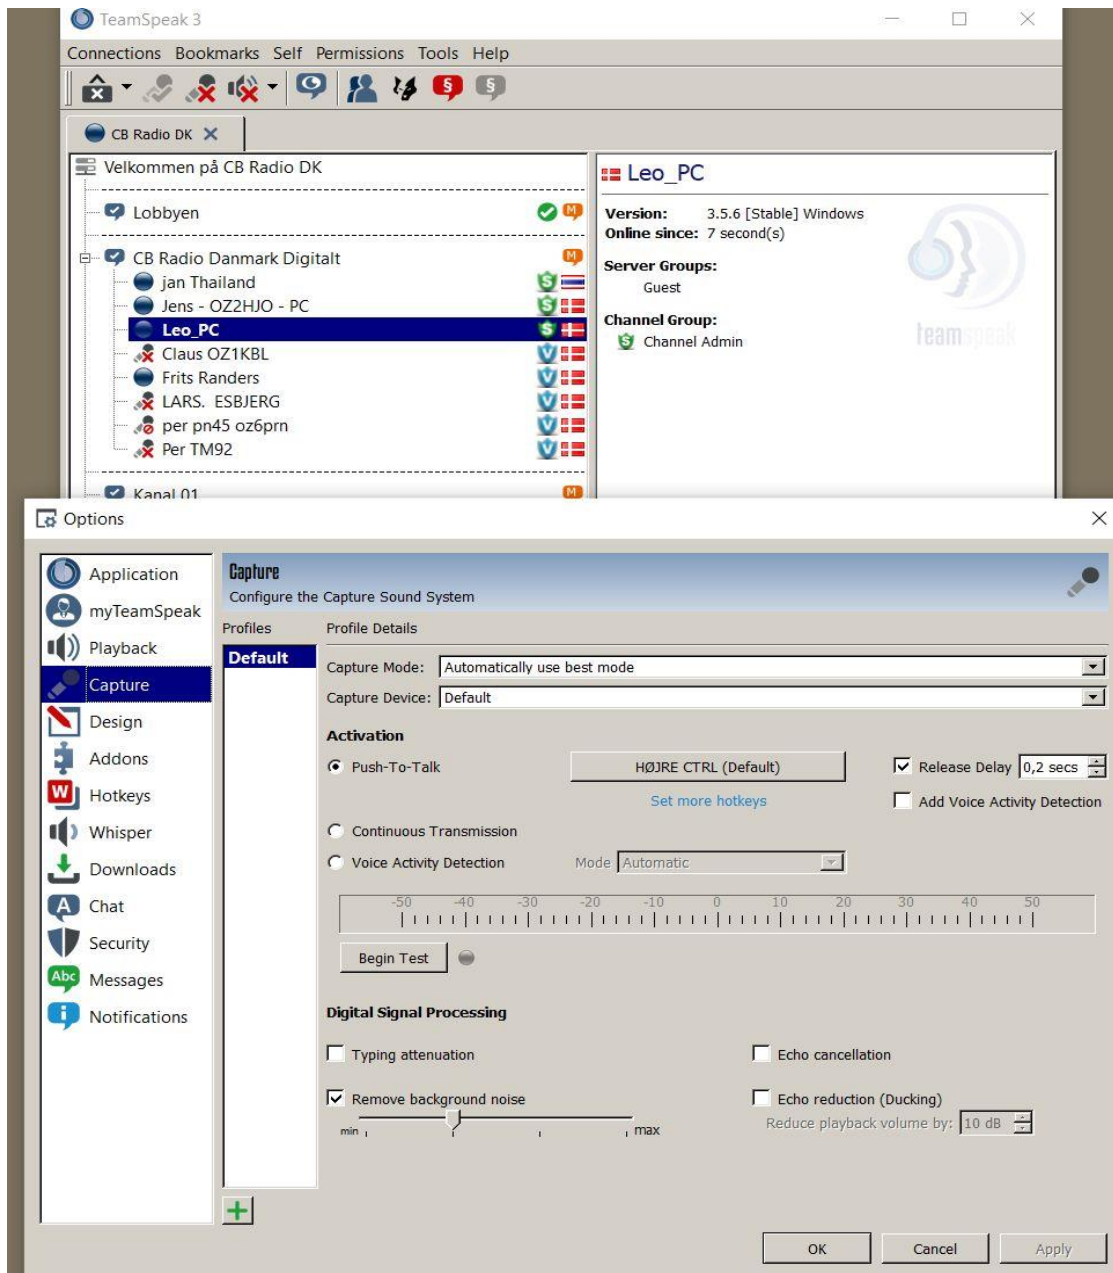 TeamSpeak 3
Connections Bookmarks Self Permissions Tools Help
CB Radio DK
Velkommen på CB Radio DK
Lobbyen
M
CB Radio Danmark Digitalt
M
jan Thailand
S
Jens - OZ2HJO - PC
S
Leo_PC
S
Claus OZ1KBL
V
Frits Randers
V
LARS. ESBJERG
V
per pn45 oz6prn
V
Per TM92
V
Kanal 01
M
Leo_PC
Version: 3.5.6 [Stable] Windows
Online since: 7 second(s)
Server Groups:
Guest
Channel Group:
S Channel Admin
teamspeak
Options
Application
myTeamSpeak
Playback
Capture
Design
Addons
W Hotkeys
Whisper
Downloads
A Chat
Security
Abc Messages
i Notifications
Capture
Configure the Capture Sound System
Profiles
Default
Profile Details
Capture Mode: Automatically use best mode
Capture Device: Default
Activation
Push-To-Talk HØJRE CTRL (Default) Release Delay 0,2 secs
Set more hotkeys Add Voice Activity Detection
Continuous Transmission
Voice Activity Detection Mode Automatic
-50 -40 -30 -20 -10 0 10 20 30 40 50
Begin Test
Digital Signal Processing
Typing attenuation Echo cancellation
Remove background noise Echo reduction (Ducking)
min max Reduce playback volume by: 10 dB
OK Cancel Apply